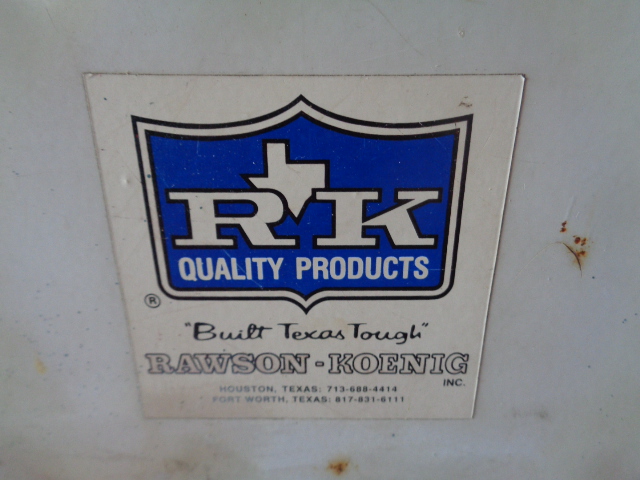 RK
QUALITY PRODUCTS
®
"Built Texas Tough"
RAWSON-KOENIG
INC.
HOUSTON, TEXAS: 713-688-4414
FORT WORTH, TEXAS: 817-831-6111